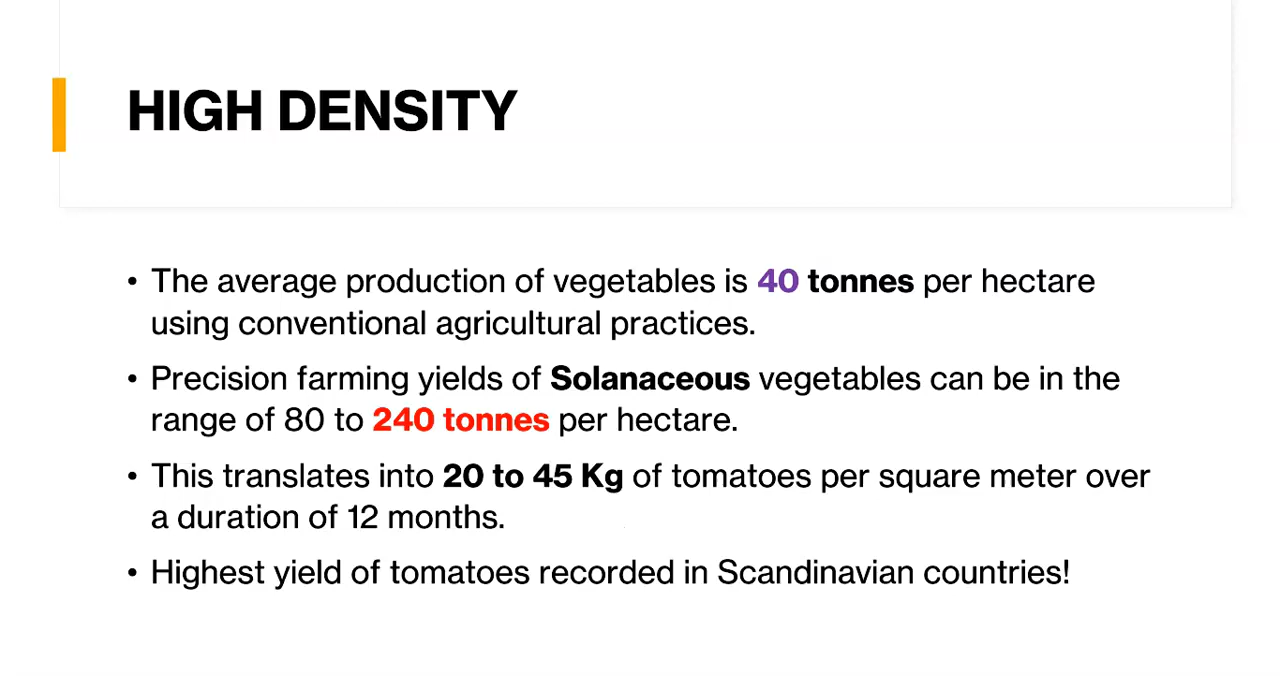 HIGH DENSITY
• The average production of vegetables is 40 tonnes per hectare
using conventional agricultural practices.
• Precision farming yields of Solanaceous vegetables can be in the
range of 80 to 240 tonnes per hectare.
• This translates into 20 to 45 Kg of tomatoes per square meter over
a duration of 12 months.
• Highest yield of tomatoes recorded in Scandinavian countries!